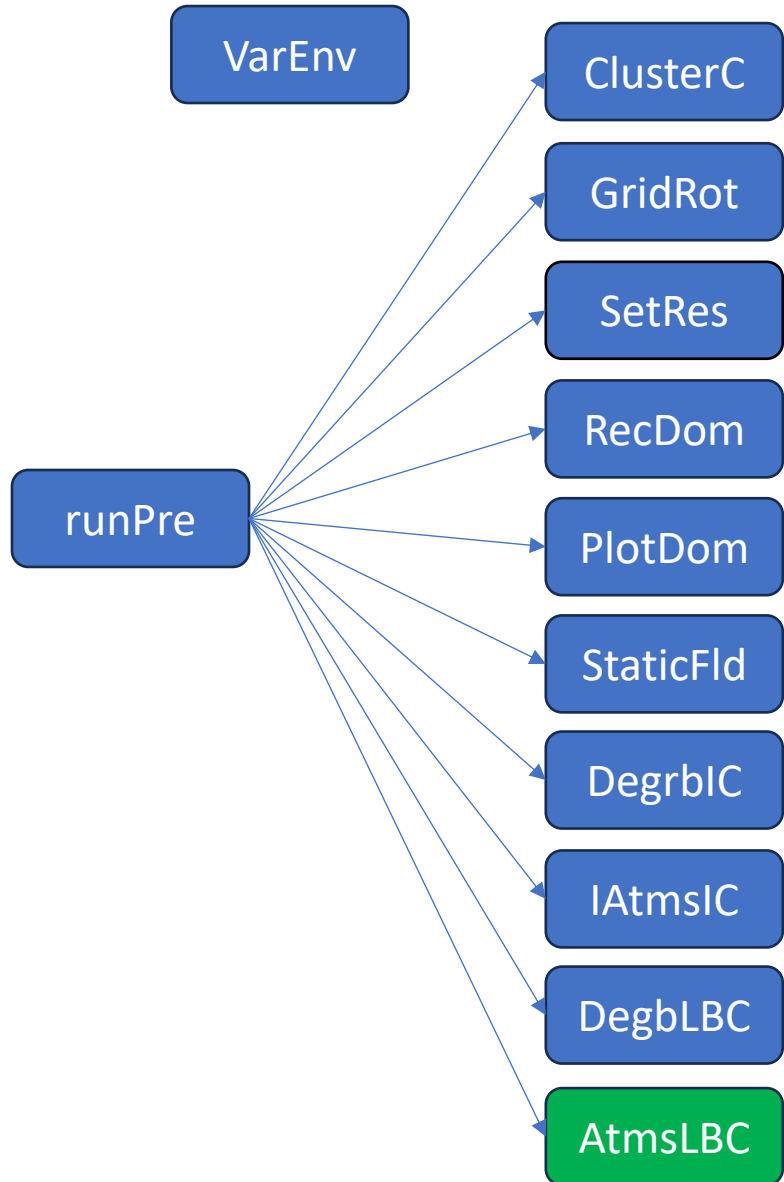 VarEnv
ClusterC
GridRot
SetRes
RecDom
runPre
PlotDom
StaticFld
DegrbIC
IAtmsIC
DegbLBC
AtmsLBC